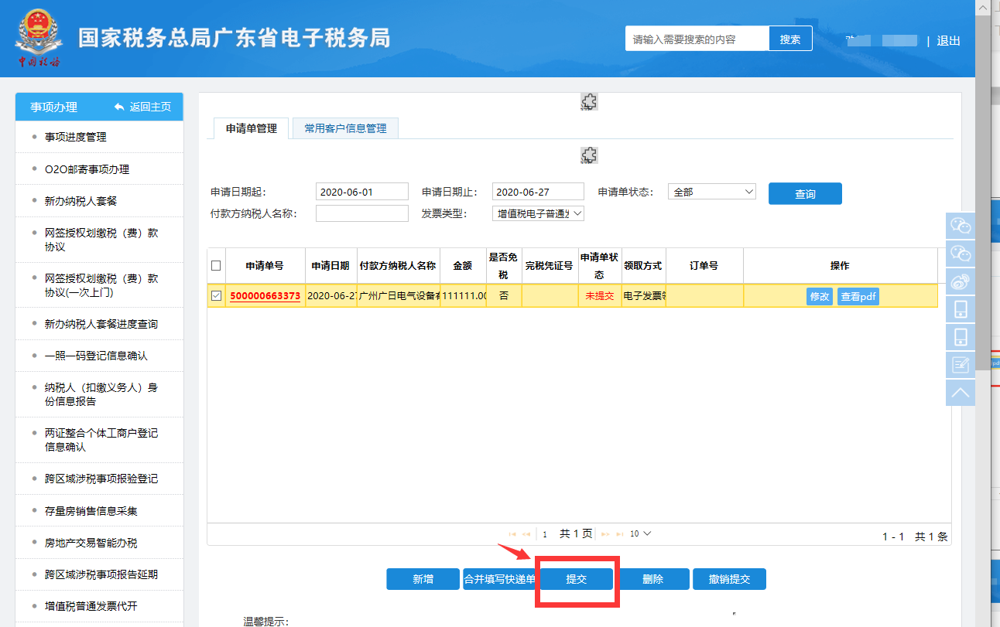 国家税务总局广东省电子税务局
中国税务
请输入需要搜索的内容 搜索
| 退出
事项办理 返回主页
事项进度管理
O2O邮寄事项办理
新办纳税人套餐
网签授权划缴税（费）款
协议
网签授权划缴税（费）款
协议(一次上门)
新办纳税人套餐进度查询
一照一码登记信息确认
纳税人（扣缴义务人）身
份信息报告
两证整合个体工商户登记
信息确认
跨区域涉税事项报验登记
存量房销售信息采集
房地产交易智能办税
跨区域涉税事项报告延期
增值税普通发票代开
申请单管理 常用客户信息管理
申请日期起： 2020-06-01 申请日期止： 2020-06-27 申请单状态： 全部 查询
付款方纳税人名称： 发票类型： 增值税电子普通发
申请单号 申请日期 付款方纳税人名称 金额 是否免税 完税凭证号 申请单状态 领取方式 订单号 操作
500000663373 2020-06-27 广州广日电气设备有 111111.00 否 未提交 电子发票领 修改 查看pdf
1 共 1 页 10
1 - 1 共 1 条
新增 合并填写快递单 提交 删除 撤销提交
温馨提示：